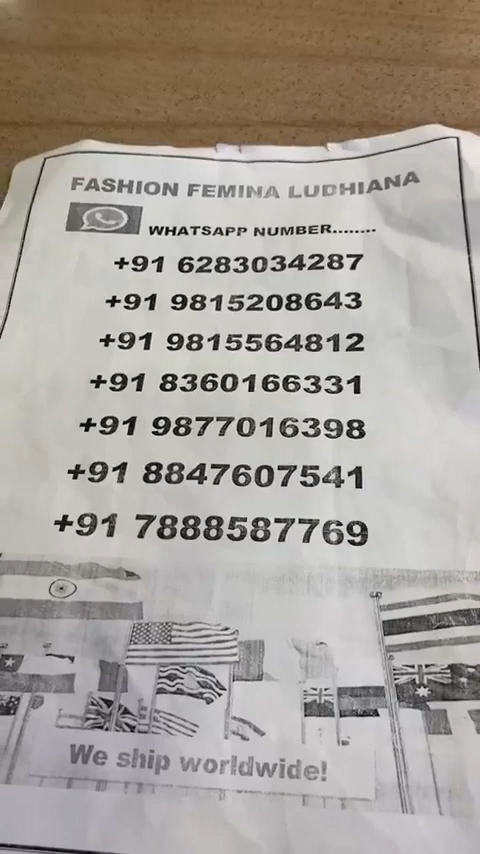 FASHION FEMINA LUDHIANA
WHATSAPP NUMBER........
+91 6283034287
+91 9815208643
+91 9815564812
+91 8360166331
+91 9877016398
+91 8847607541
+91 7888587769
We ship worldwide!